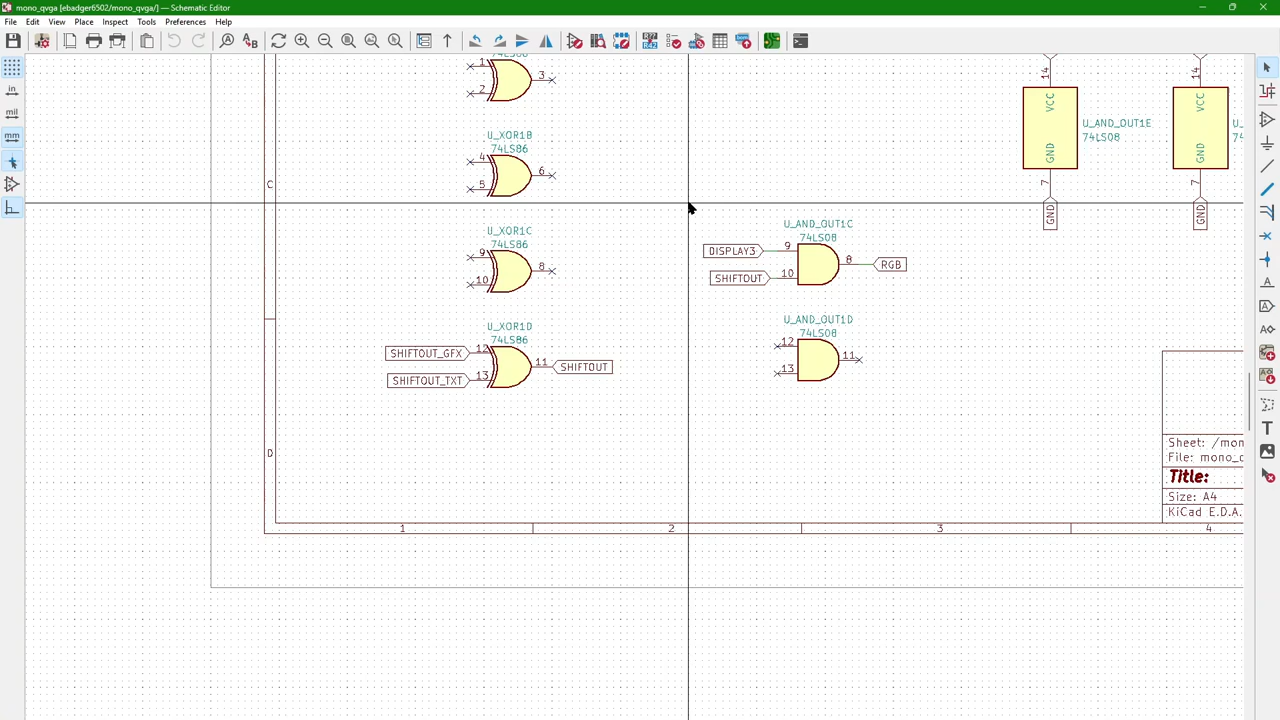 mono_qvga [ebadger6502/mono_qvga/] — Schematic Editor
File Edit View Place Inspect Tools Preferences Help
in
mil
mm
1
2
3
U_XOR1B
74LS86
4
5
6
U_XOR1C
74LS86
9
10
8
U_XOR1D
74LS86
SHIFTOUT_GFX 12
SHIFTOUT_TXT 13
11 SHIFTOUT
U_AND_OUT1C
74LS08
DISPLAY3 9
SHIFTOUT 10
8 RGB
U_AND_OUT1D
74LS08
12
13
11
14
VCC
GND
7
GND
U_AND_OUT1E
74LS08
14
VCC
GND
7
GND
C
D
1 2 3 4
Sheet: /mon
File: mono_
Title:
Size: A4
KiCad E.D.A.